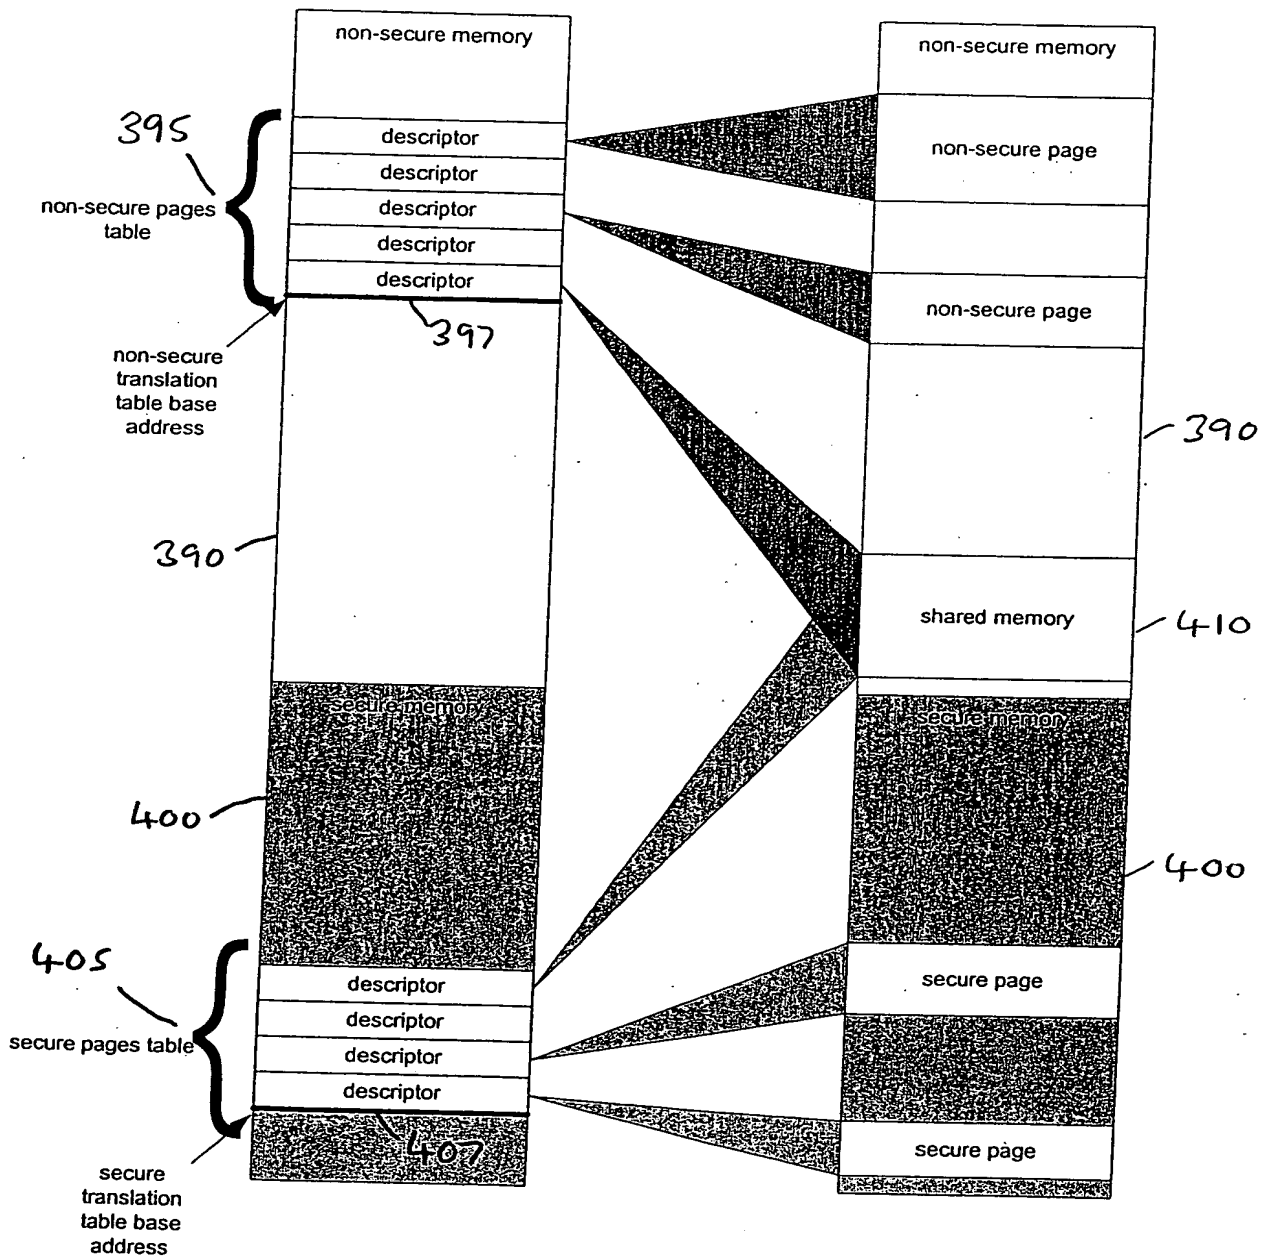 non-secure memory
descriptor
descriptor
descriptor
descriptor
descriptor
395
non-secure pages
table
397
non-secure
translation
table base
address
390
secure memory
400
405
descriptor
descriptor
descriptor
descriptor
secure pages table
407
secure
translation
table base
address
non-secure memory
non-secure page
non-secure page
390
shared memory
410
secure memory
400
secure page
secure page